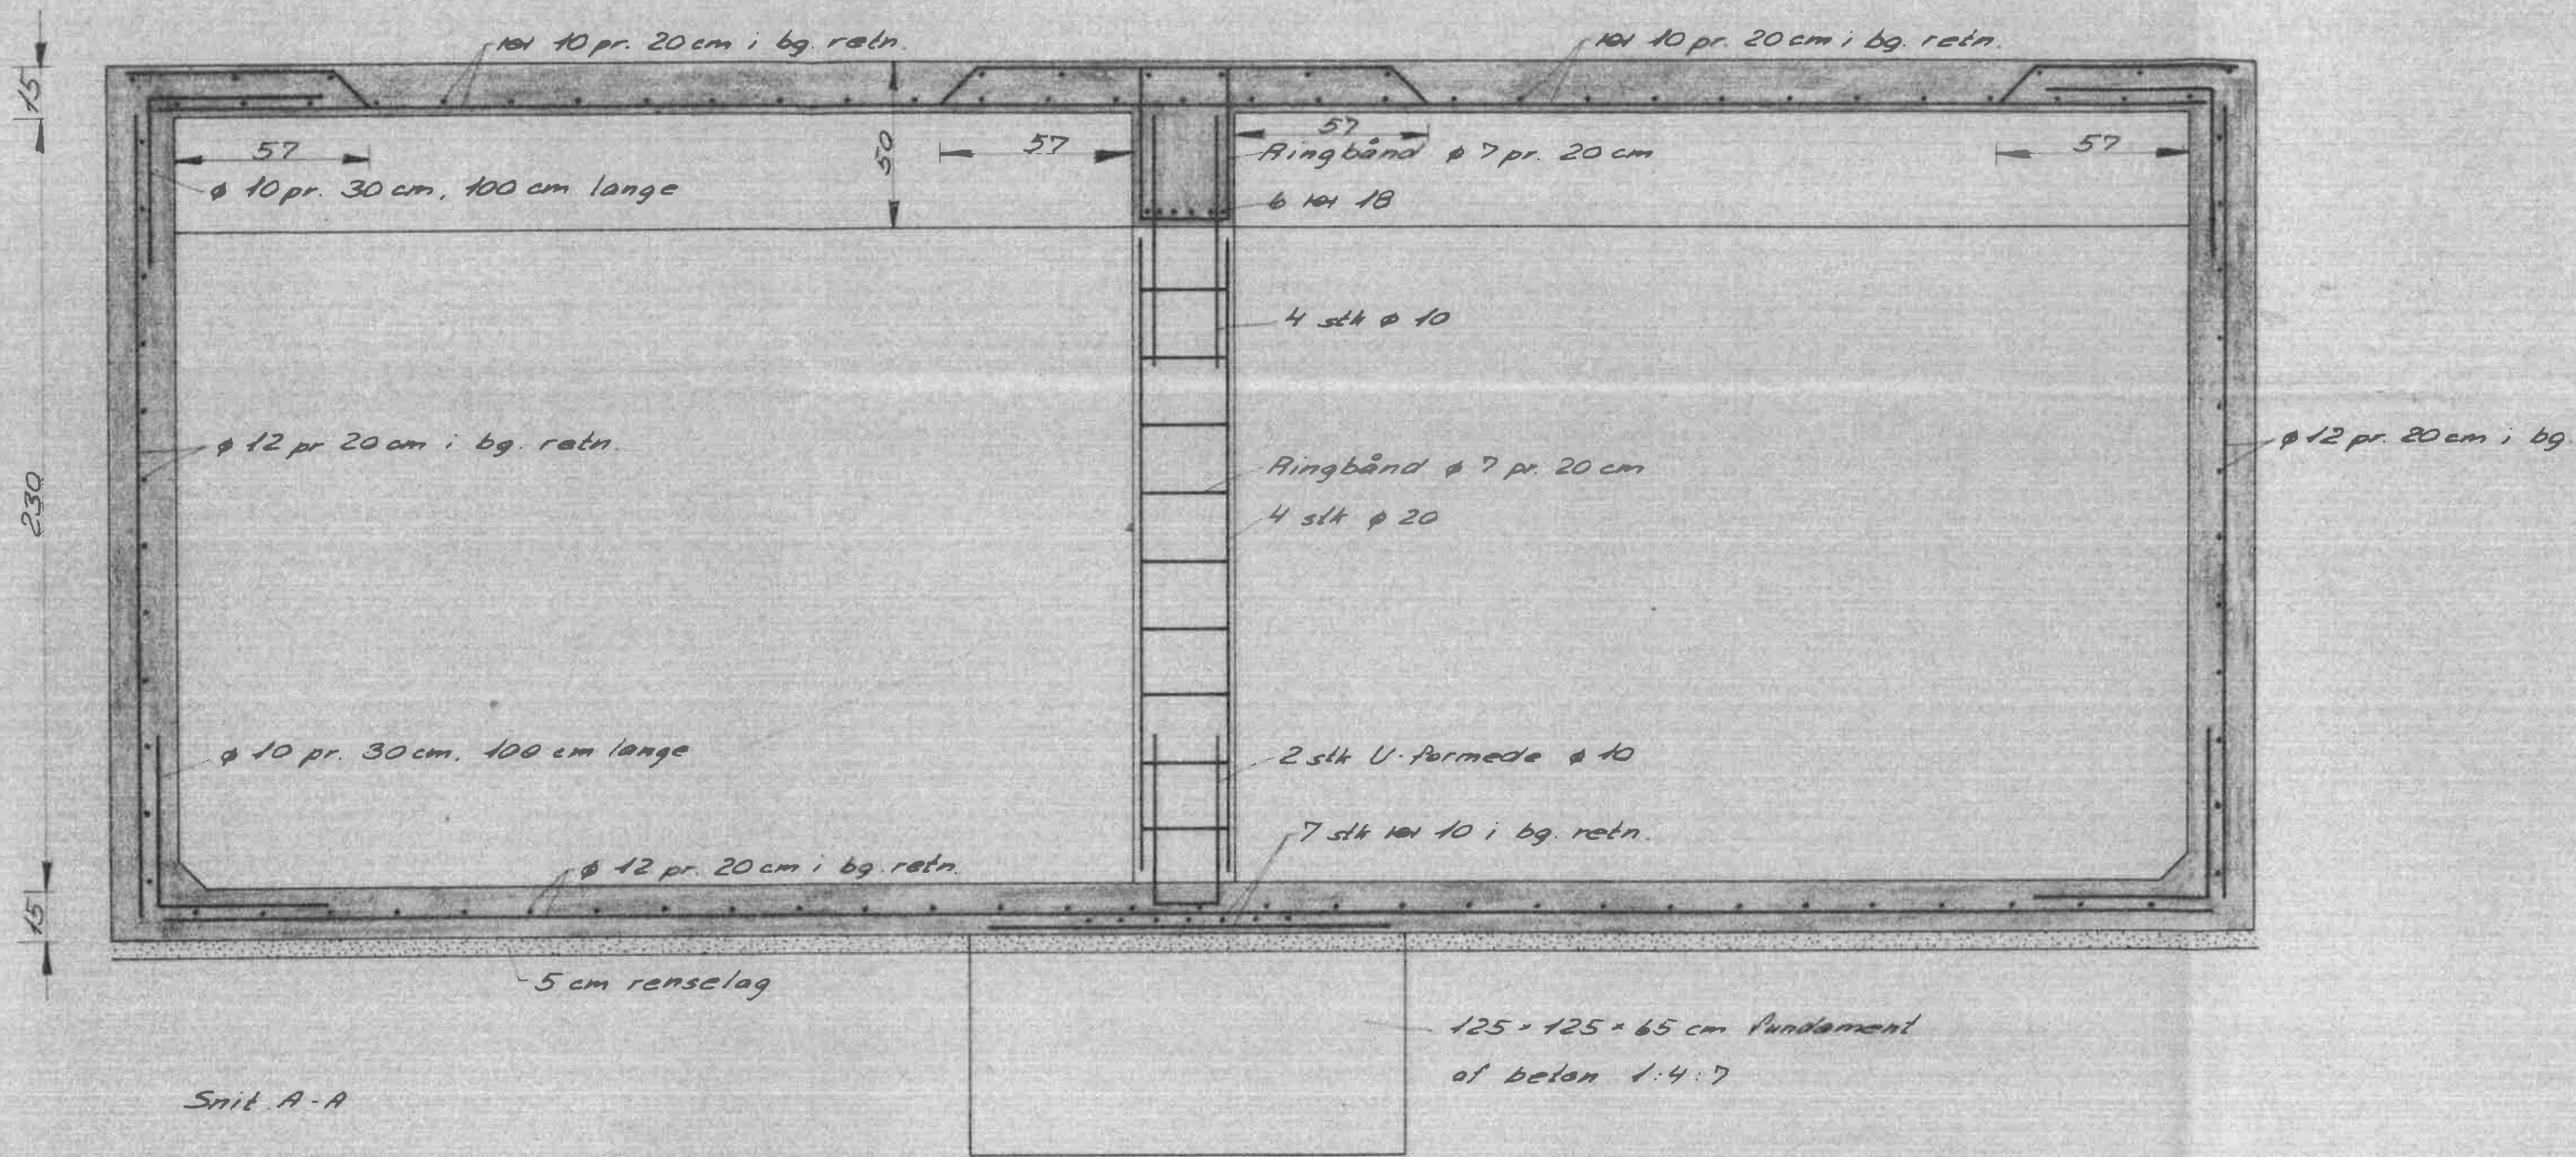 10 pr. 20 cm i bg. retn.
10 pr. 20 cm i bg. retn.
15
57
57
57
57
50
Ringbånd ø 7 pr. 20 cm
ø 10 pr. 30 cm, 100 cm lange
6 18
4 stk ø 10
ø 12 pr 20 cm i bg. retn.
ø 12 pr. 20 cm i bg
Ringbånd ø 7 pr. 20 cm
230
4 stk ø 20
ø 10 pr. 30 cm. 100 cm lange
2 stk U-formede ø 10
7 stk 10 i bg. retn.
ø 12 pr. 20 cm i bg. retn.
15
5 cm renselag
125 × 125 × 65 cm fundament
af beton 1:4:7
Snit A-A